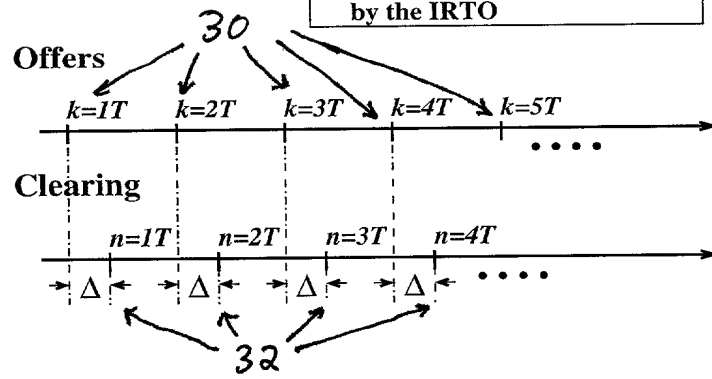 by the IRTO
30
Offers
k=1T k=2T k=3T k=4T k=5T
••••
Clearing
n=1T n=2T n=3T n=4T
Δ Δ Δ Δ ••••
32